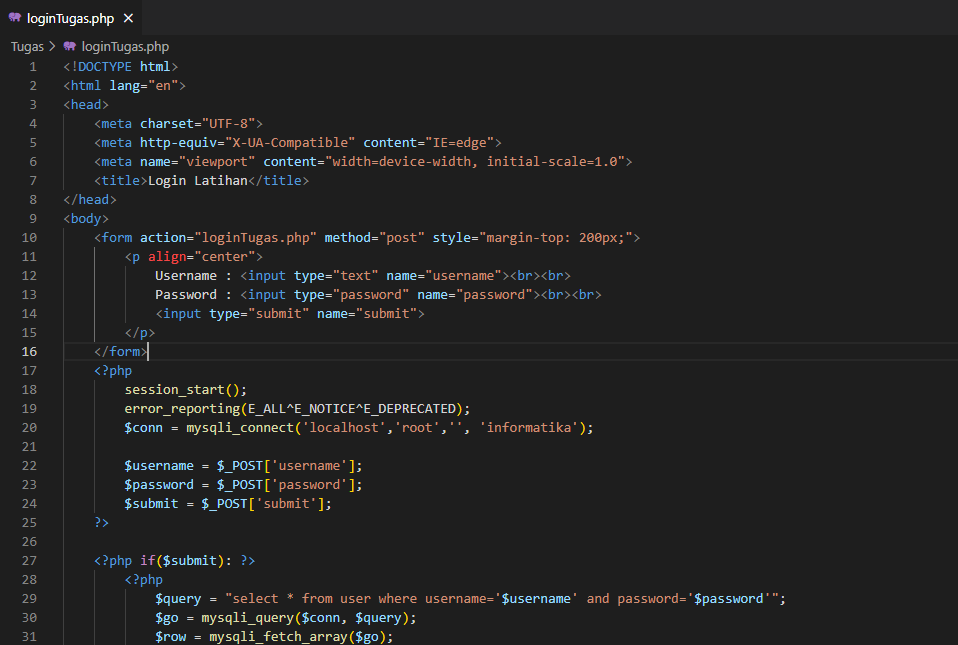 loginTugas.php ×
Tugas > loginTugas.php
1 <!DOCTYPE html>
2 <html lang="en">
3 <head>
4 <meta charset="UTF-8">
5 <meta http-equiv="X-UA-Compatible" content="IE=edge">
6 <meta name="viewport" content="width=device-width, initial-scale=1.0">
7 <title>Login Latihan</title>
8 </head>
9 <body>
10 <form action="loginTugas.php" method="post" style="margin-top: 200px;">
11 <p align="center">
12 Username : <input type="text" name="username"><br><br>
13 Password : <input type="password" name="password"><br><br>
14 <input type="submit" name="submit">
15 </p>
16 </form>
17 <?php
18 session_start();
19 error_reporting(E_ALL^E_NOTICE^E_DEPRECATED);
20 $conn = mysqli_connect('localhost','root','', 'informatika');
21
22 $username = $_POST['username'];
23 $password = $_POST['password'];
24 $submit = $_POST['submit'];
25 ?>
26
27 <?php if($submit): ?>
28 <?php
29 $query = "select * from user where username='$username' and password='$password'";
30 $go = mysqli_query($conn, $query);
31 $row = mysqli_fetch_array($go);